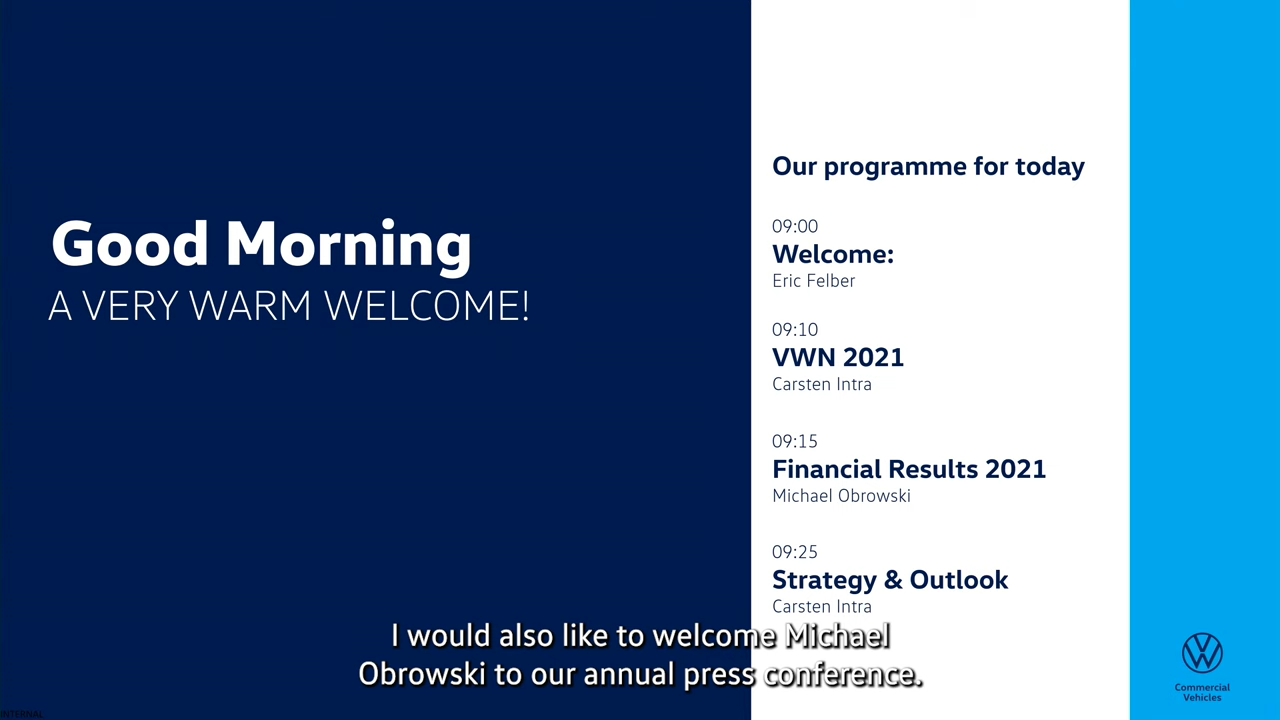 Good Morning
A VERY WARM WELCOME!
Our programme for today
09:00
Welcome:
Eric Felber
09:10
VWN 2021
Carsten Intra
09:15
Financial Results 2021
Michael Obrowski
09:25
Strategy & Outlook
Carsten Intra
I would also like to welcome Michael
Obrowski to our annual press conference.
Commercial
Vehicles
INTERNAL